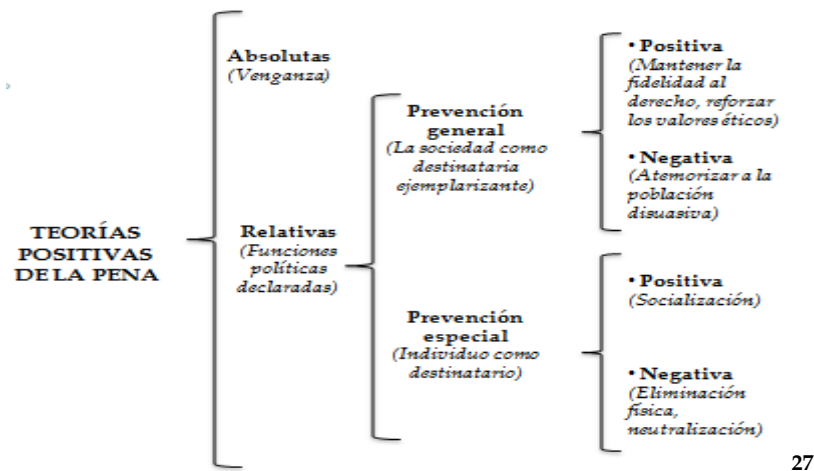 TEORÍAS
POSITIVAS
DE LA PENA
Absolutas
(Venganza)
Relativas
(Funciones
políticas
declaradas)
Prevención
general
(La sociedad como
destinataria
ejemplarizante)
• Positiva
(Mantener la
fidelidad al
derecho, reforzar
los valores éticos)
• Negativa
(Atemorizar a la
población
disuasiva)
Prevención
especial
(Individuo como
destinatario)
• Positiva
(Socialización)
• Negativa
(Eliminación
física,
neutralización)
27